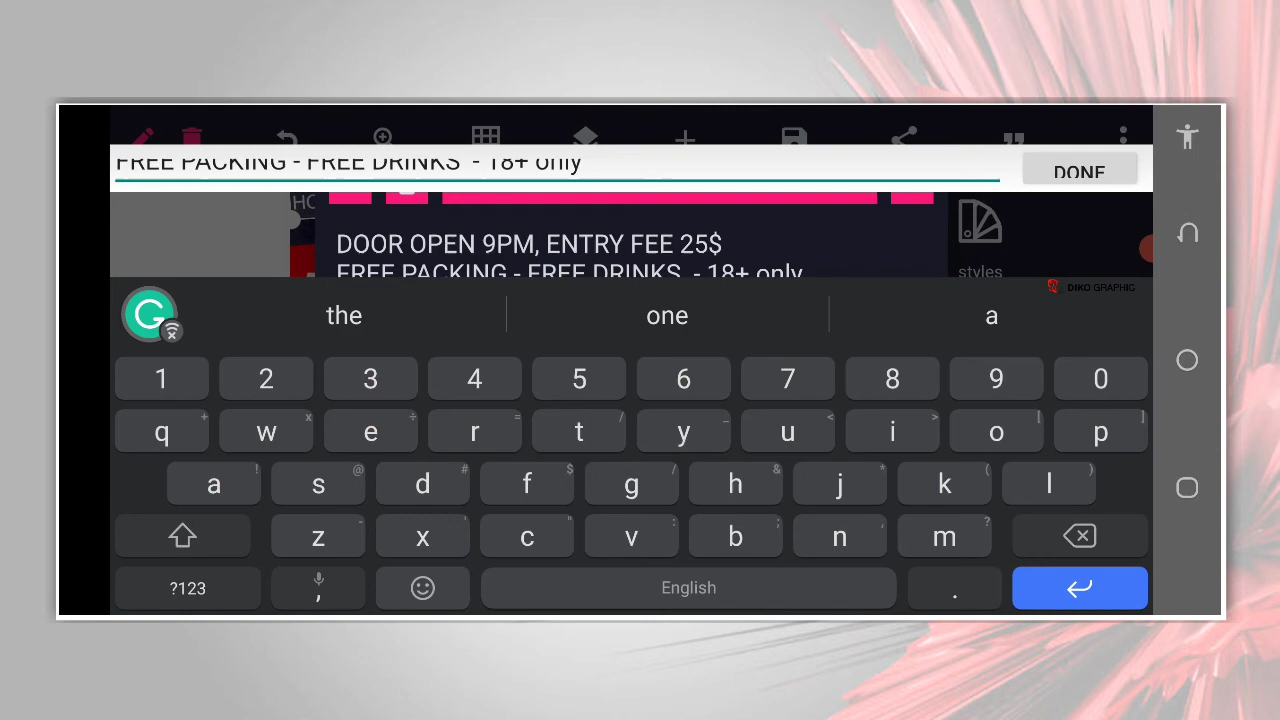 FREE PACKING - FREE DRINKS - 18+ only
DONE
HO
DOOR OPEN 9PM, ENTRY FEE 25$
FREE PACKING - FREE DRINKS - 18+ only
styles
DIKO GRAPHIC
the one a
1 2 3 4 5 6 7 8 9 0
+ x ÷ = / _ < > [ ]
q w e r t y u i o p
! @ # $ / & * ( )
a s d f g h j k l
- ' " : ; , ?
z x c v b n m
?123 , English .